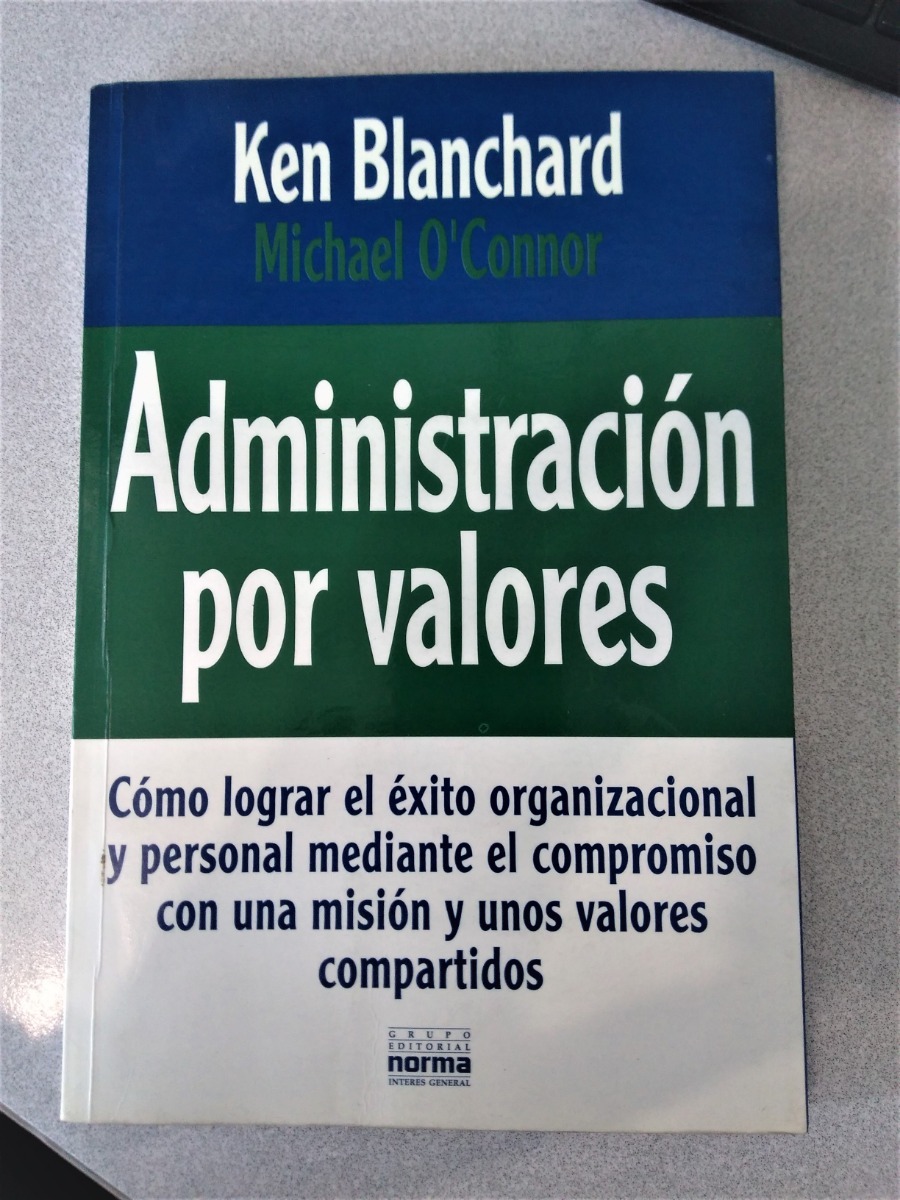 Ken Blanchard
Michael O'Connor
Administración
por valores
Cómo lograr el éxito organizacional
y personal mediante el compromiso
con una misión y unos valores
compartidos
GRUPO
EDITORIAL
norma
INTERES GENERAL